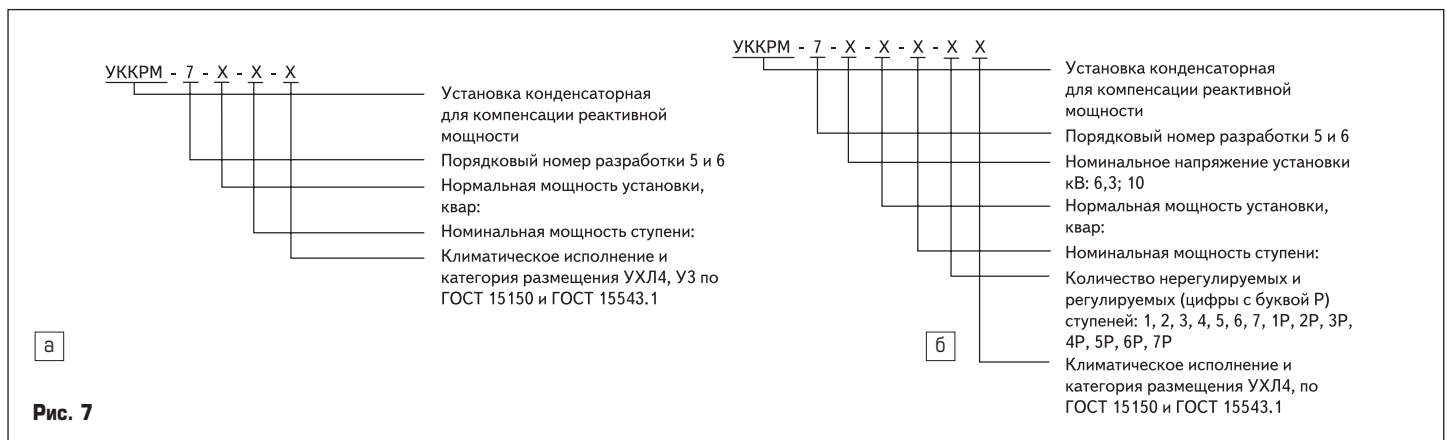 УККРМ - 7 - X - X - X
Установка конденсаторная
для компенсации реактивной
мощности
Порядковый номер разработки 5 и 6
Нормальная мощность установки,
квар:
Номинальная мощность ступени:
Климатическое исполнение и
категория размещения УХЛ4, У3 по
ГОСТ 15150 и ГОСТ 15543.1
а
УККРМ - 7 - X - X - X - X X
Установка конденсаторная
для компенсации реактивной
мощности
Порядковый номер разработки 5 и 6
Номинальное напряжение установки
кВ: 6,3; 10
Нормальная мощность установки,
квар:
Номинальная мощность ступени:
Количество нерегулируемых и
регулируемых (цифры с буквой Р)
ступеней: 1, 2, 3, 4, 5, 6, 7, 1Р, 2Р, 3Р,
4Р, 5Р, 6Р, 7Р
Климатическое исполнение и
категория размещения УХЛ4, по
ГОСТ 15150 и ГОСТ 15543.1
б
Рис. 7